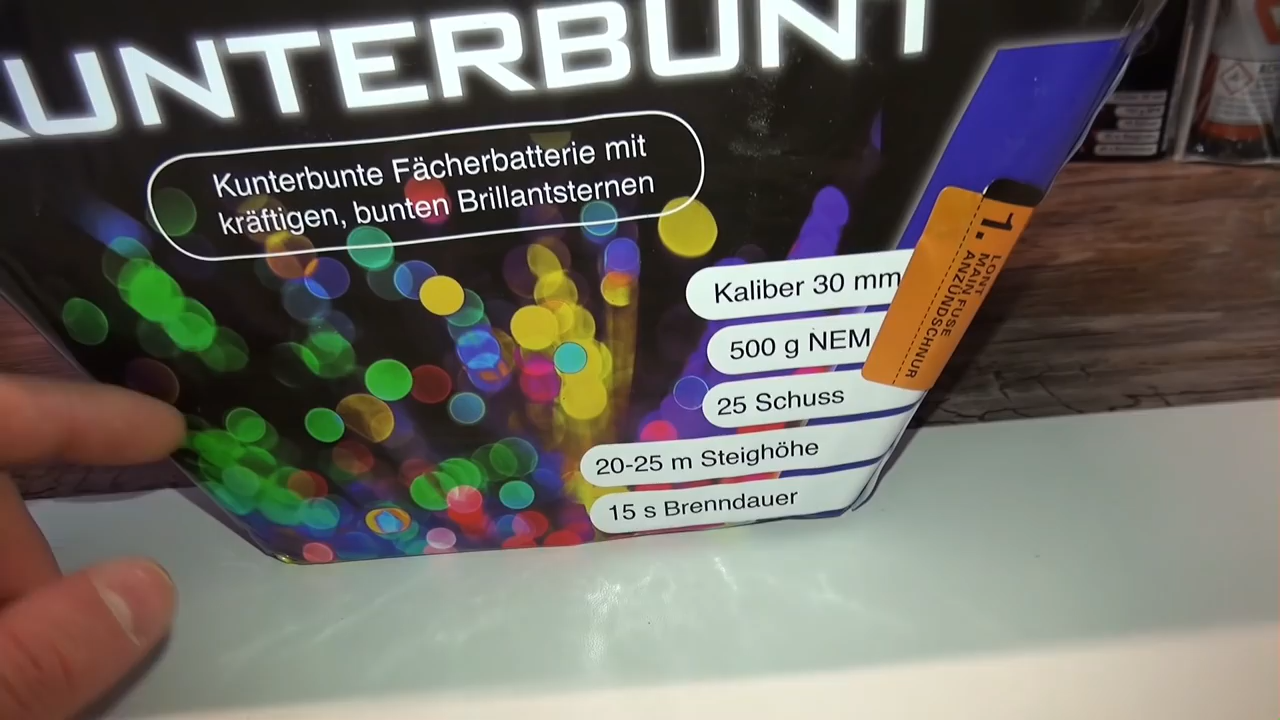 KUNTERBUNT
Kunterbunte Fächerbatterie mit
kräftigen, bunten Brillantsternen
Kaliber 30 mm
500 g NEM
25 Schuss
20-25 m Steighöhe
15 s Brenndauer
1.
LONT
MAIN FUSE
ANZÜNDSCHNUR